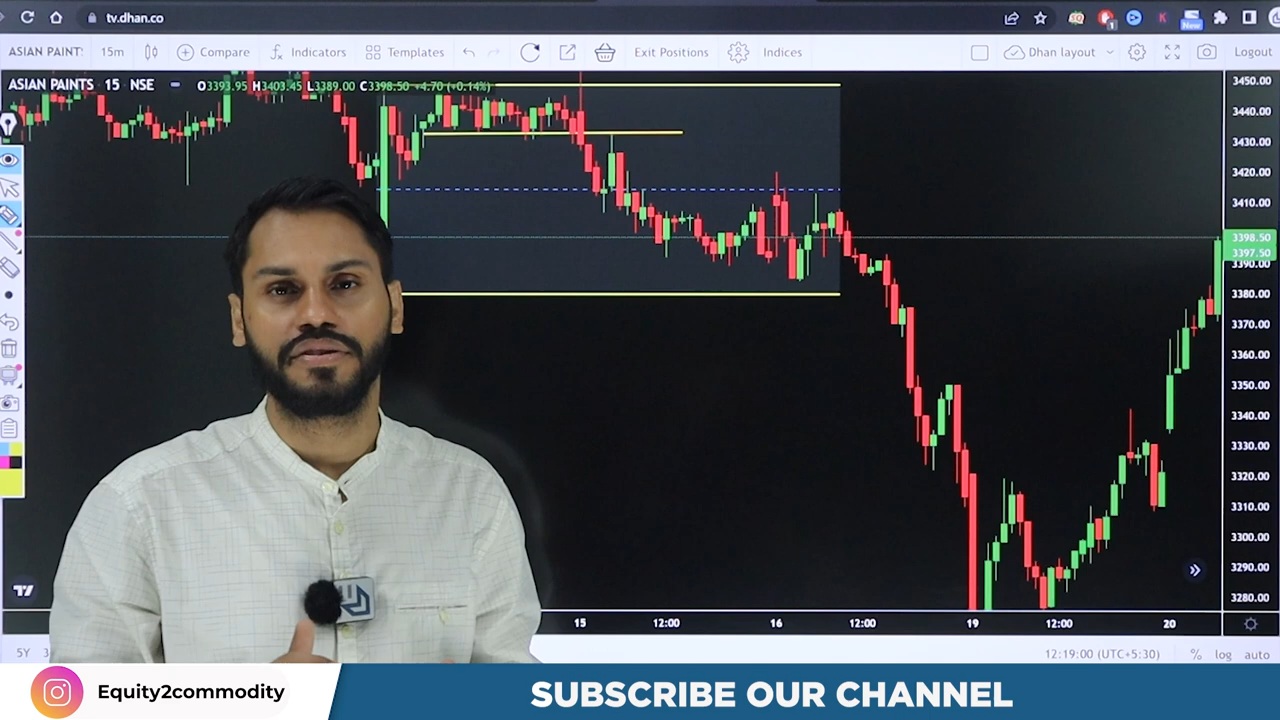 tv.dhan.co
New
1
ASIAN PAINT
15m
Compare
Indicators
Templates
Exit Positions
Indices
Dhan layout
Logout
ASIAN PAINTS 15 NSE
O3393.95 H3403.45 L3389.00 C3398.50 +4.70 (+0.14%)
3450.00
3440.00
3430.00
3420.00
3410.00
3398.50
3397.50
3390.00
3380.00
3370.00
3360.00
3350.00
3340.00
3330.00
3320.00
3310.00
3300.00
3290.00
3280.00
15
12:00
16
12:00
19
12:00
20
5Y
12:19:00 (UTC+5:30)
%
log
auto
Equity2commodity
SUBSCRIBE OUR CHANNEL